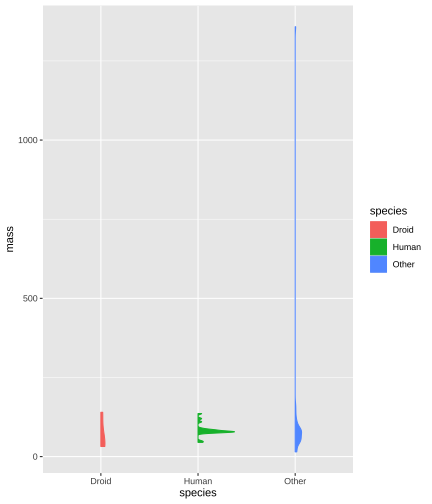 1000
500
0
mass
Droid
Human
Other
species
species
Droid
Human
Other